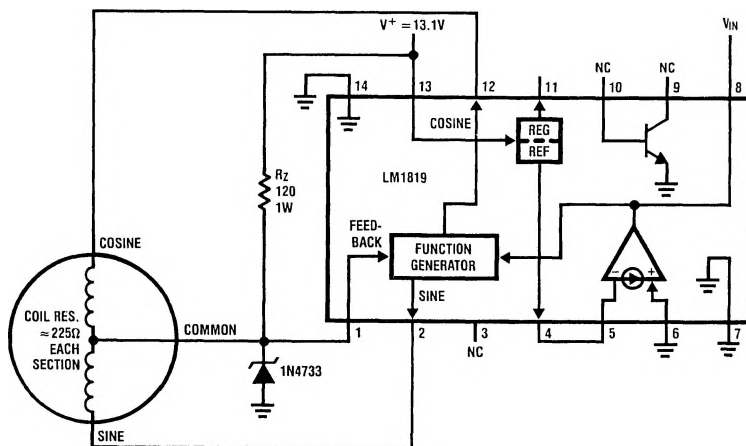 V⁺ = 13.1V
VIN
NC
NC
14
13
12
11
10
9
8
COSINE
REG
REF
LM1819
RZ
120
1W
FEED-
BACK
FUNCTION
GENERATOR
COSINE
SINE
- +
COIL RES.
≈225Ω
EACH
SECTION
COMMON
1
2
3
4
5
6
7
NC
1N4733
SINE